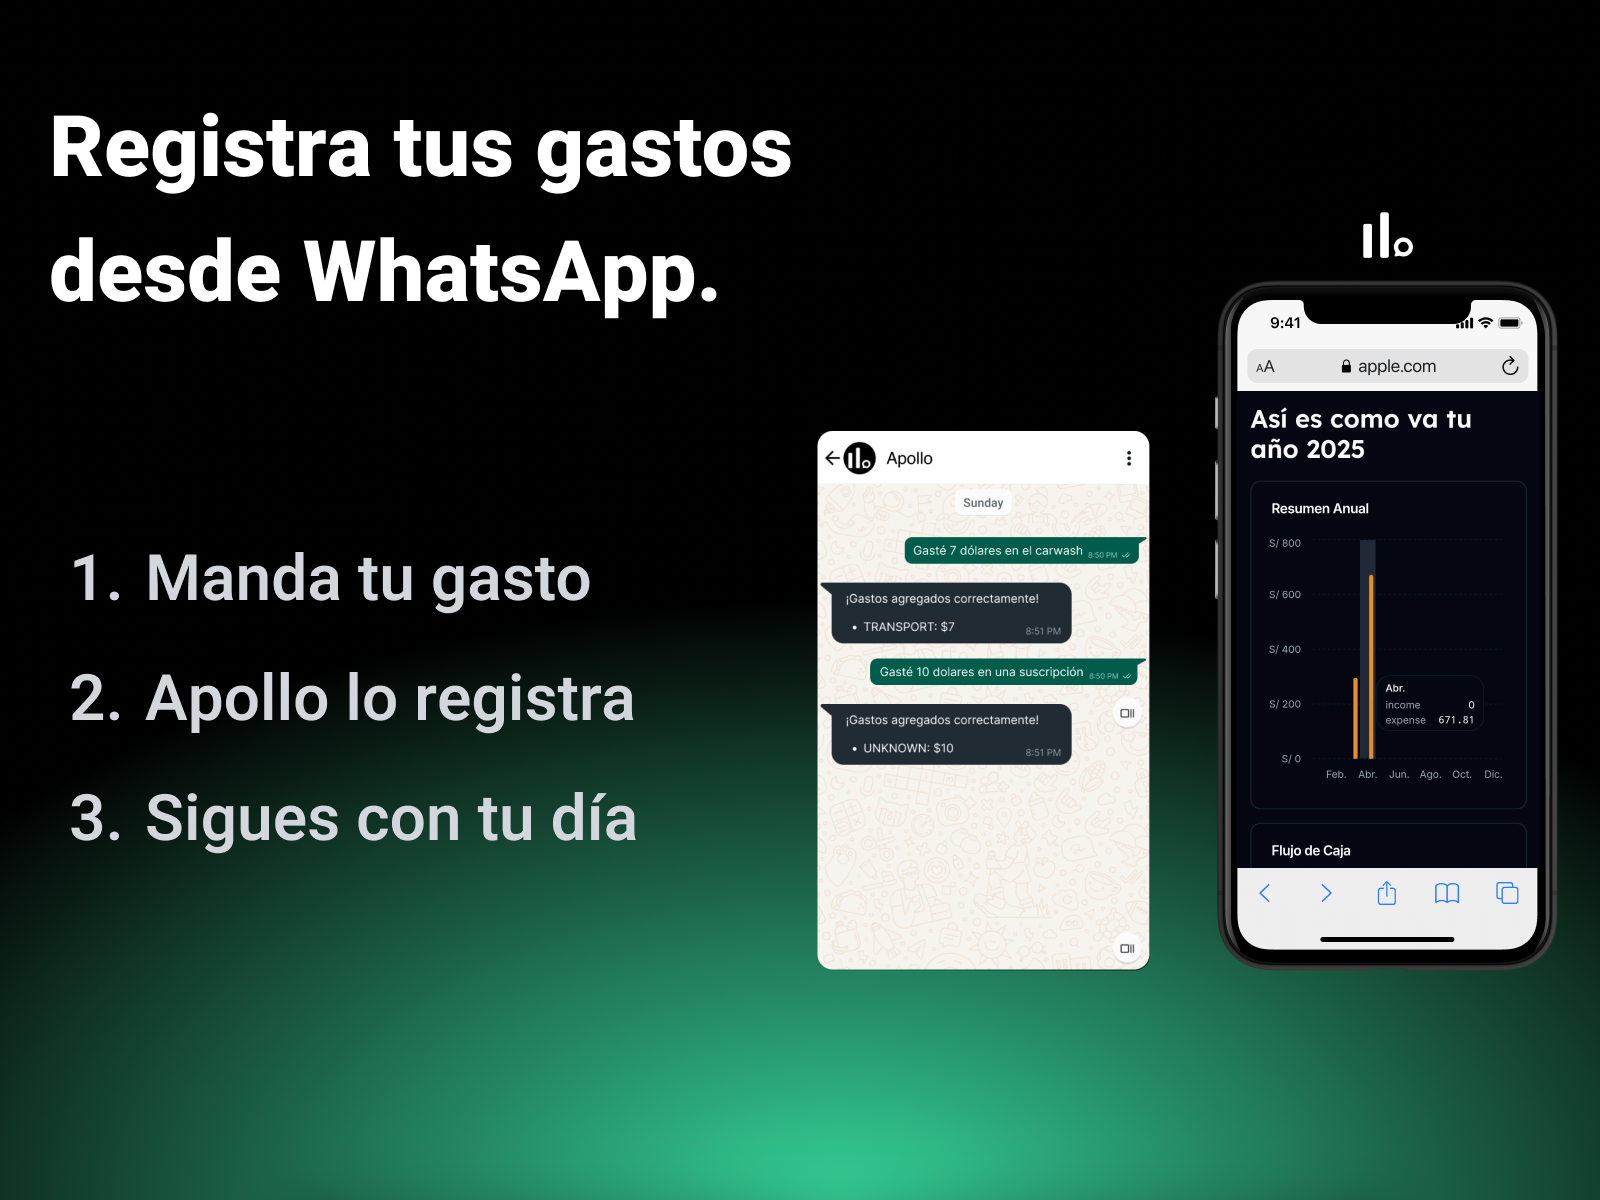 Registra tus gastos
desde WhatsApp.
1. Manda tu gasto
2. Apollo lo registra
3. Sigues con tu día
Apollo
Sunday
Gasté 7 dólares en el carwash 8:50 PM
¡Gastos agregados correctamente!
• TRANSPORT: $7 8:51 PM
Gasté 10 dolares en una suscripción 8:50 PM
¡Gastos agregados correctamente!
• UNKNOWN: $10 8:51 PM
9:41
AA apple.com
Así es como va tu
año 2025
Resumen Anual
S/ 800
S/ 600
S/ 400
S/ 200
S/ 0
Abr.
income 0
expense 671.81
Feb. Abr. Jun. Ago. Oct. Dic.
Flujo de Caja